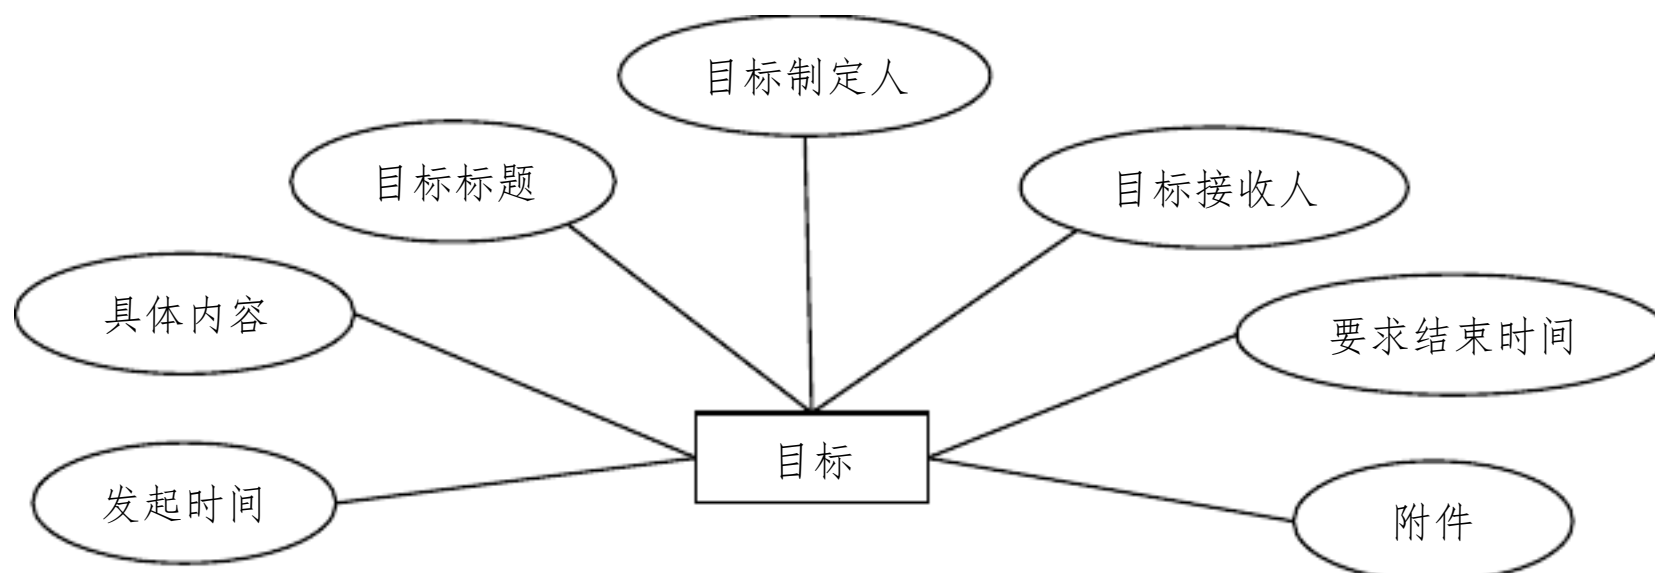 目标制定人
目标标题
目标接收人
具体内容
要求结束时间
目标
发起时间
附件